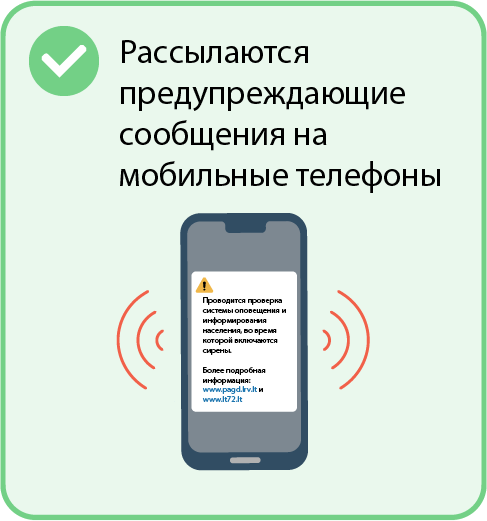 Рассылаются
предупреждающие
сообщения на
мобильные телефоны
Проводится проверка
системы оповещения и
информирования
населения, во время
которой включаются
сирены.
Более подробная
информация:
www.pagd.lrv.lt и
www.lt72.lt